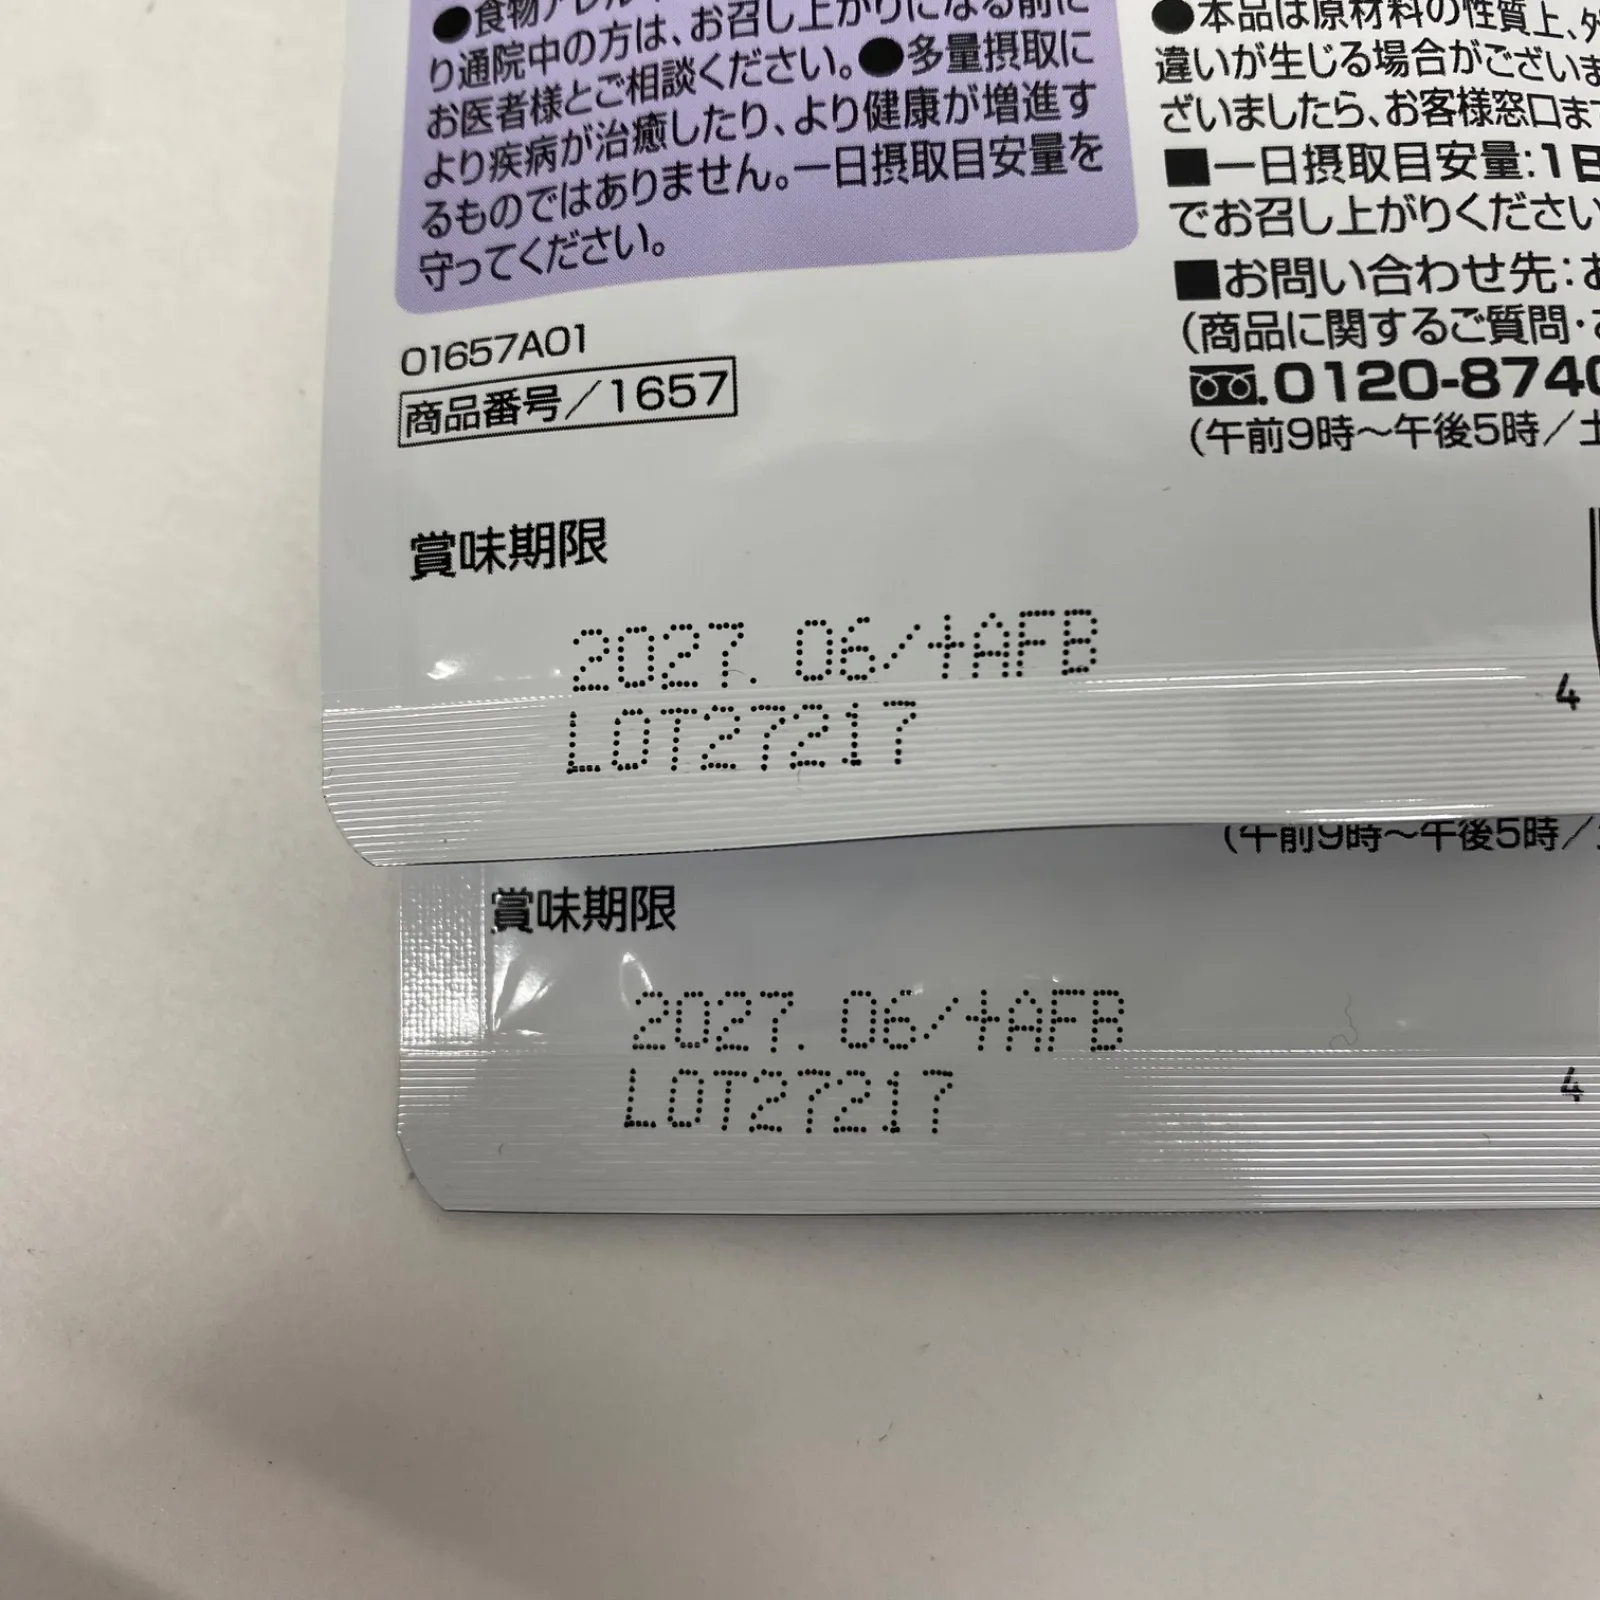 ●食物アレル
り通院中の方は、お召し上がりになる前に
お医者様とご相談ください。●多量摂取に
より疾病が治癒したり、より健康が増進す
るものではありません。一日摂取目安量を
守ってください。
01657A01
商品番号/1657
●本品は原材料の性質上、
違いが生じる場合がございま
ざいましたら、お客様窓口まで
■一日摂取目安量:1日
でお召し上がりください
■お問い合わせ先:お
(商品に関するご質問・
0120-8740
(午前9時～午後5時/土
賞味期限
2027. 06/+AFB
LOT27217
4
(午前9時～午後5時/
賞味期限
2027. 06/+AFB
LOT27217
4